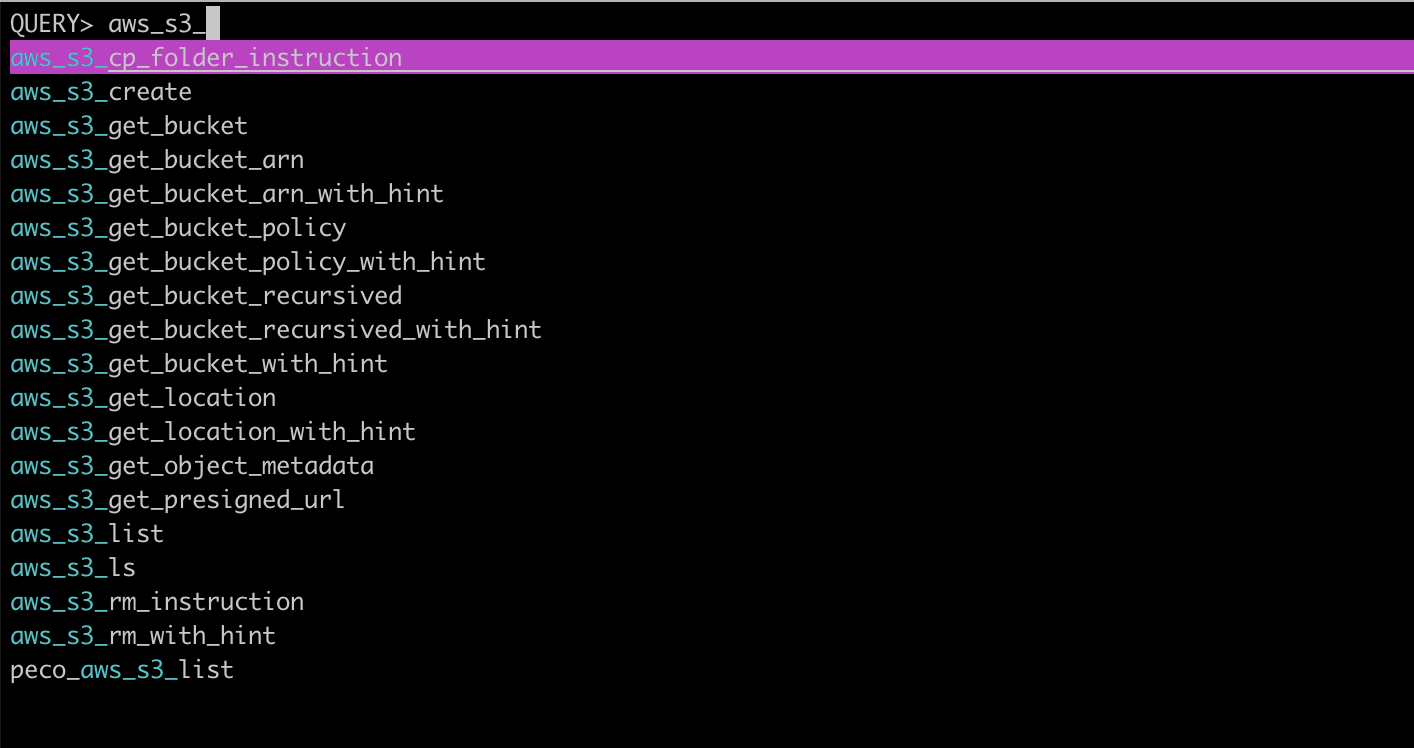 QUERY> aws_s3_
aws_s3_cp_folder_instruction
aws_s3_create
aws_s3_get_bucket
aws_s3_get_bucket_arn
aws_s3_get_bucket_arn_with_hint
aws_s3_get_bucket_policy
aws_s3_get_bucket_policy_with_hint
aws_s3_get_bucket_recursived
aws_s3_get_bucket_recursived_with_hint
aws_s3_get_bucket_with_hint
aws_s3_get_location
aws_s3_get_location_with_hint
aws_s3_get_object_metadata
aws_s3_get_presigned_url
aws_s3_list
aws_s3_ls
aws_s3_rm_instruction
aws_s3_rm_with_hint
peco_aws_s3_list